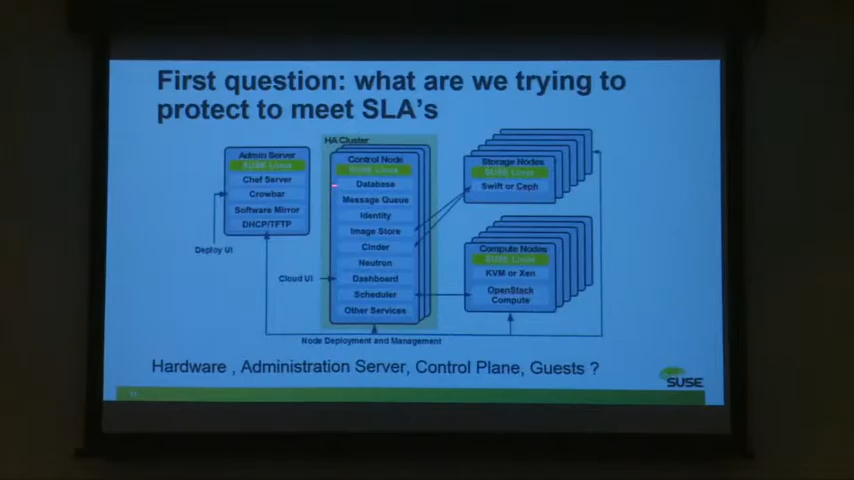 First question: what are we trying to
protect to meet SLA's
HA Cluster
Admin Server
SUSE Linux
Chef Server
Crowbar
Software Mirror
DHCP/TFTP
Deploy UI
Control Node
SUSE Linux
Database
Message Queue
Identity
Image Store
Cinder
Neutron
Dashboard
Scheduler
Other Services
Cloud UI
Storage Nodes
SUSE Linux
Swift or Ceph
Compute Nodes
SUSE Linux
KVM or Xen
OpenStack
Compute
Node Deployment and Management
Hardware , Administration Server, Control Plane, Guests ?
SUSE